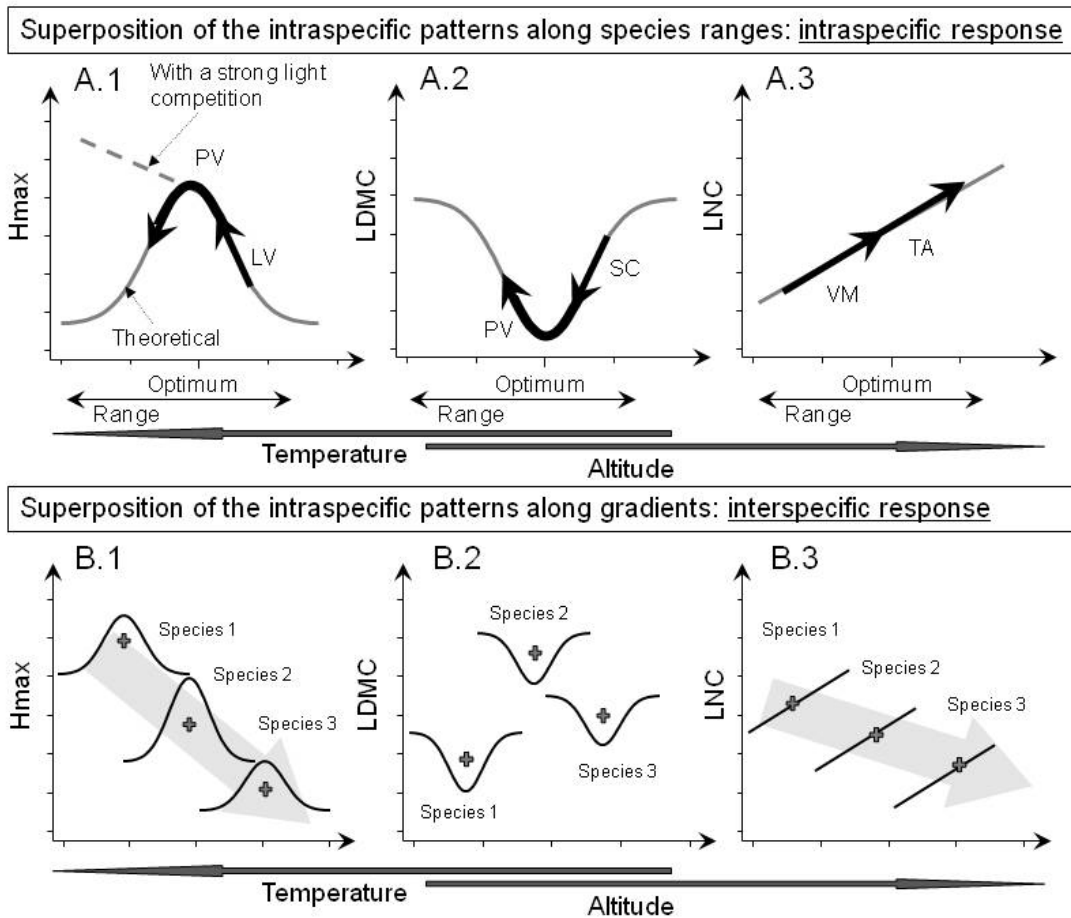 Superposition of the intraspecific patterns along species ranges: intraspecific response
A.1
With a strong light
competition
PV
LV
Theoretical
Hmax
Optimum
Range
A.2
LDMC
SC
PV
Optimum
Range
A.3
LNC
TA
VM
Optimum
Range
Temperature
Altitude
Superposition of the intraspecific patterns along gradients: interspecific response
B.1
Hmax
Species 1
Species 2
Species 3
B.2
LDMC
Species 2
Species 3
Species 1
B.3
LNC
Species 1
Species 2
Species 3
Temperature
Altitude